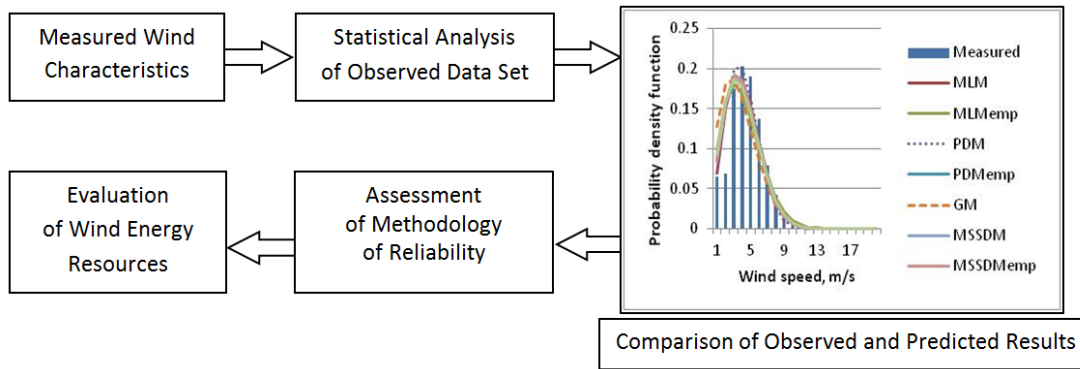 Measured Wind
Characteristics
Statistical Analysis
of Observed Data Set
Probability density function
0.25
0.2
0.15
0.1
0.05
0
1
5
9
13
17
Wind speed, m/s
Measured
MLM
MLMemp
PDM
PDMemp
GM
MSSDM
MSSDMemp
Comparison of Observed and Predicted Results
Assessment
of Methodology
of Reliability
Evaluation
of Wind Energy
Resources